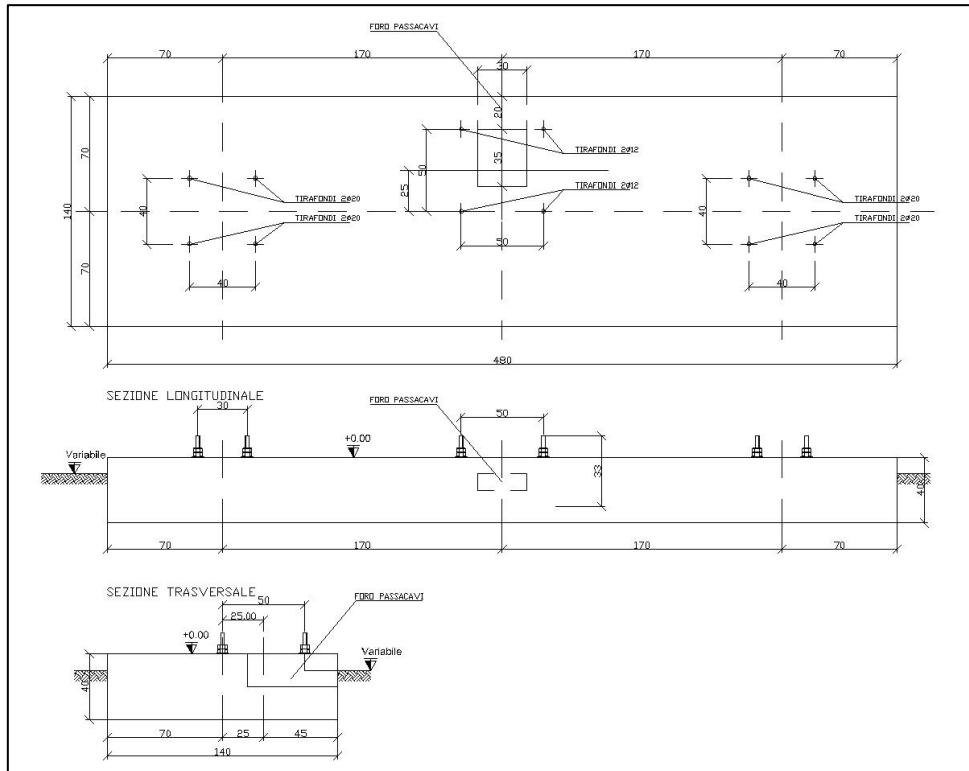 FORO PASSACAVI
70
170
170
70
30
20
70
50
35
TIRAFONDI 2Ø12
TIRAFONDI 2Ø12
25
140
40
TIRAFONDI 2Ø20
TIRAFONDI 2Ø20
40
TIRAFONDI 2Ø20
TIRAFONDI 2Ø20
50
70
40
40
480
SEZIONE LONGITUDINALE
FORO PASSACAVI
30
50
+0.00
Variabile
33
40
70
170
170
70
SEZIONE TRASVERSALE
50
FORO PASSACAVI
25.00
+0.00
Variabile
40
70
25
45
140